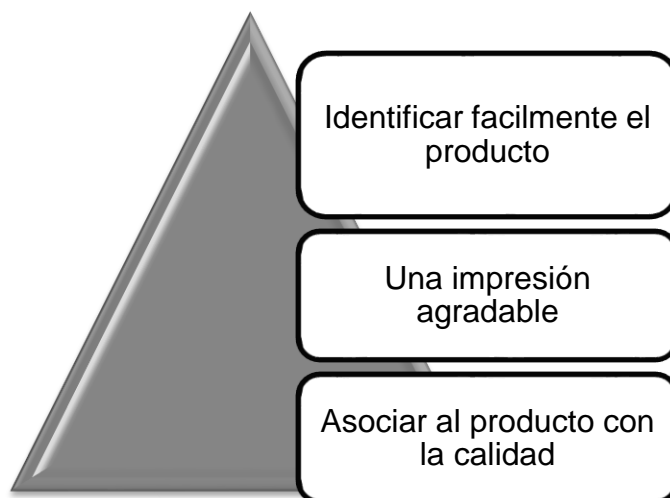 Identificar facilmente el
producto
Una impresión
agradable
Asociar al producto con
la calidad